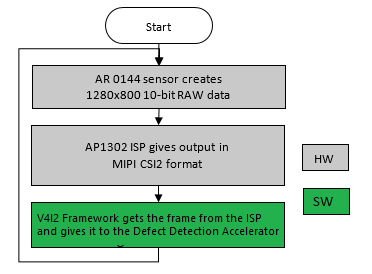 Start
AR 0144 sensor creates
1280x800 10-bit RAW data
AP1302 ISP gives output in
MIPI CSI2 format
HW
SW
V4l2 Framework gets the frame from the ISP
and gives it to the Defect Detection Accelerator